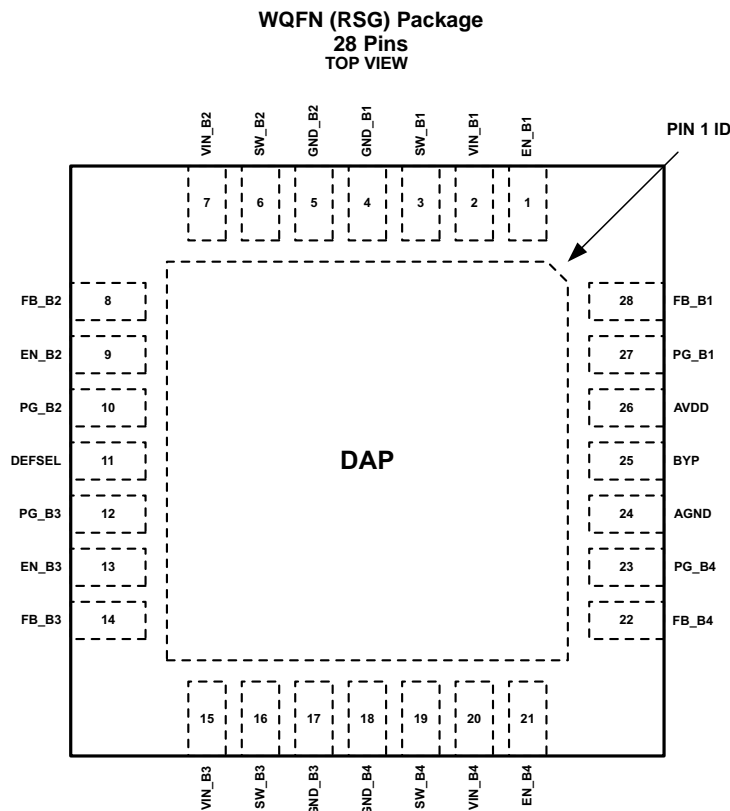 WQFN (RSG) Package
28 Pins
TOP VIEW
VIN_B2
SW_B2
GND_B2
GND_B1
SW_B1
VIN_B1
EN_B1
PIN 1 ID
7
6
5
4
3
2
1
FB_B2
8
28
FB_B1
EN_B2
9
27
PG_B1
PG_B2
10
26
AVDD
DEFSEL
11
DAP
25
BYP
PG_B3
12
24
AGND
EN_B3
13
23
PG_B4
FB_B3
14
22
FB_B4
15
16
17
18
19
20
21
VIN_B3
SW_B3
GND_B3
GND_B4
SW_B4
VIN_B4
EN_B4